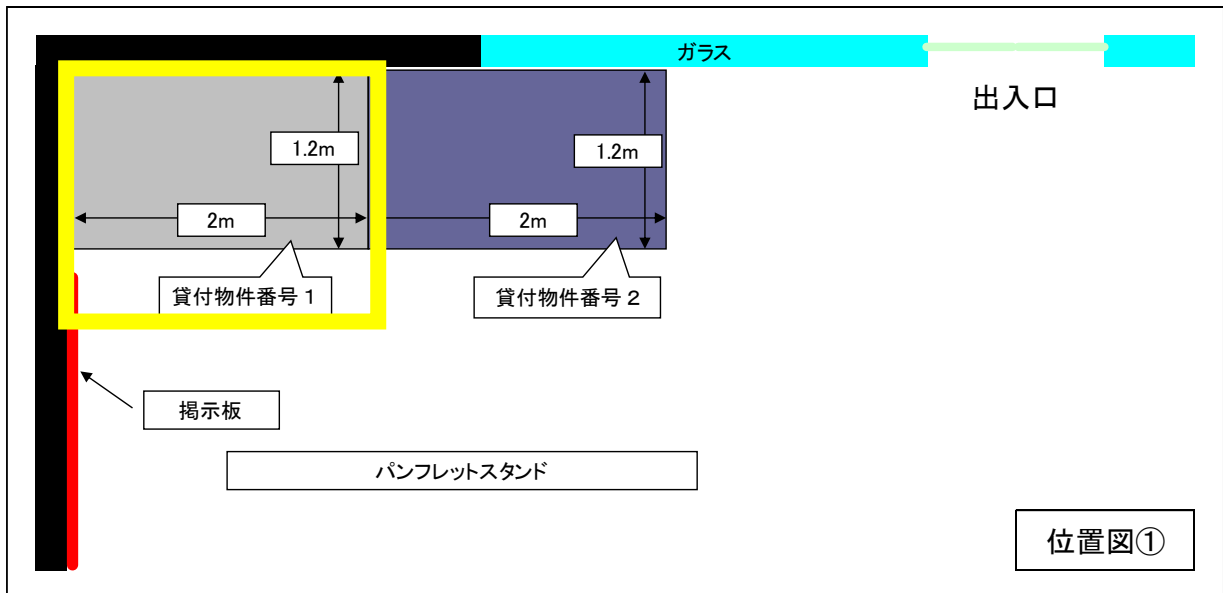 ガラス
出入口
1.2m
1.2m
2m
2m
貸付物件番号１
貸付物件番号２
掲示板
パンフレットスタンド
位置図①